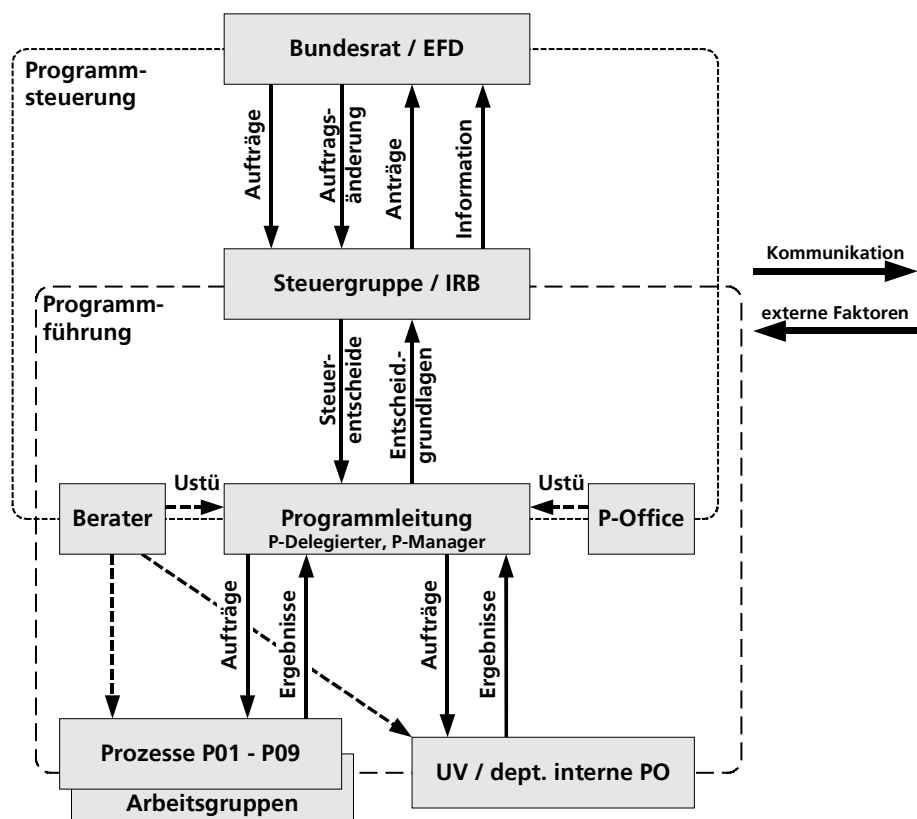 Bundesrat / EFD
Programm-
steuerung
Aufträge
Auftrags-
änderung
Anträge
Information
Kommunikation
externe Faktoren
Steuergruppe / IRB
Programm-
führung
Steuer-
entscheide
Entscheid.-
grundlagen
Ustü
Ustü
Berater
Programmleitung
P-Delegierter, P-Manager
P-Office
Aufträge
Ergebnisse
Aufträge
Ergebnisse
Prozesse P01 - P09
Arbeitsgruppen
UV / dept. interne PO